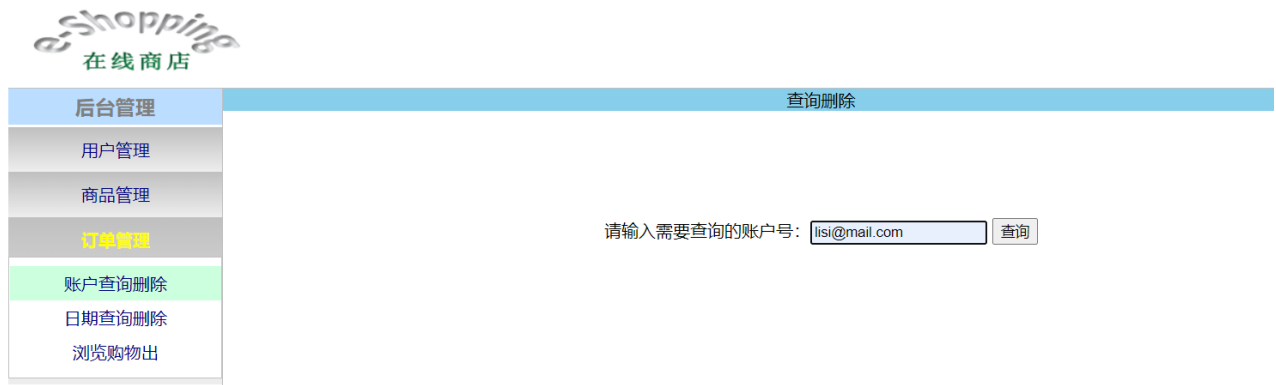 e-Shopping
在线商店
后台管理
查询删除
用户管理
商品管理
订单管理
请输入需要查询的账户号： lisi@mail.com 查询
账户查询删除
日期查询删除
浏览购物出